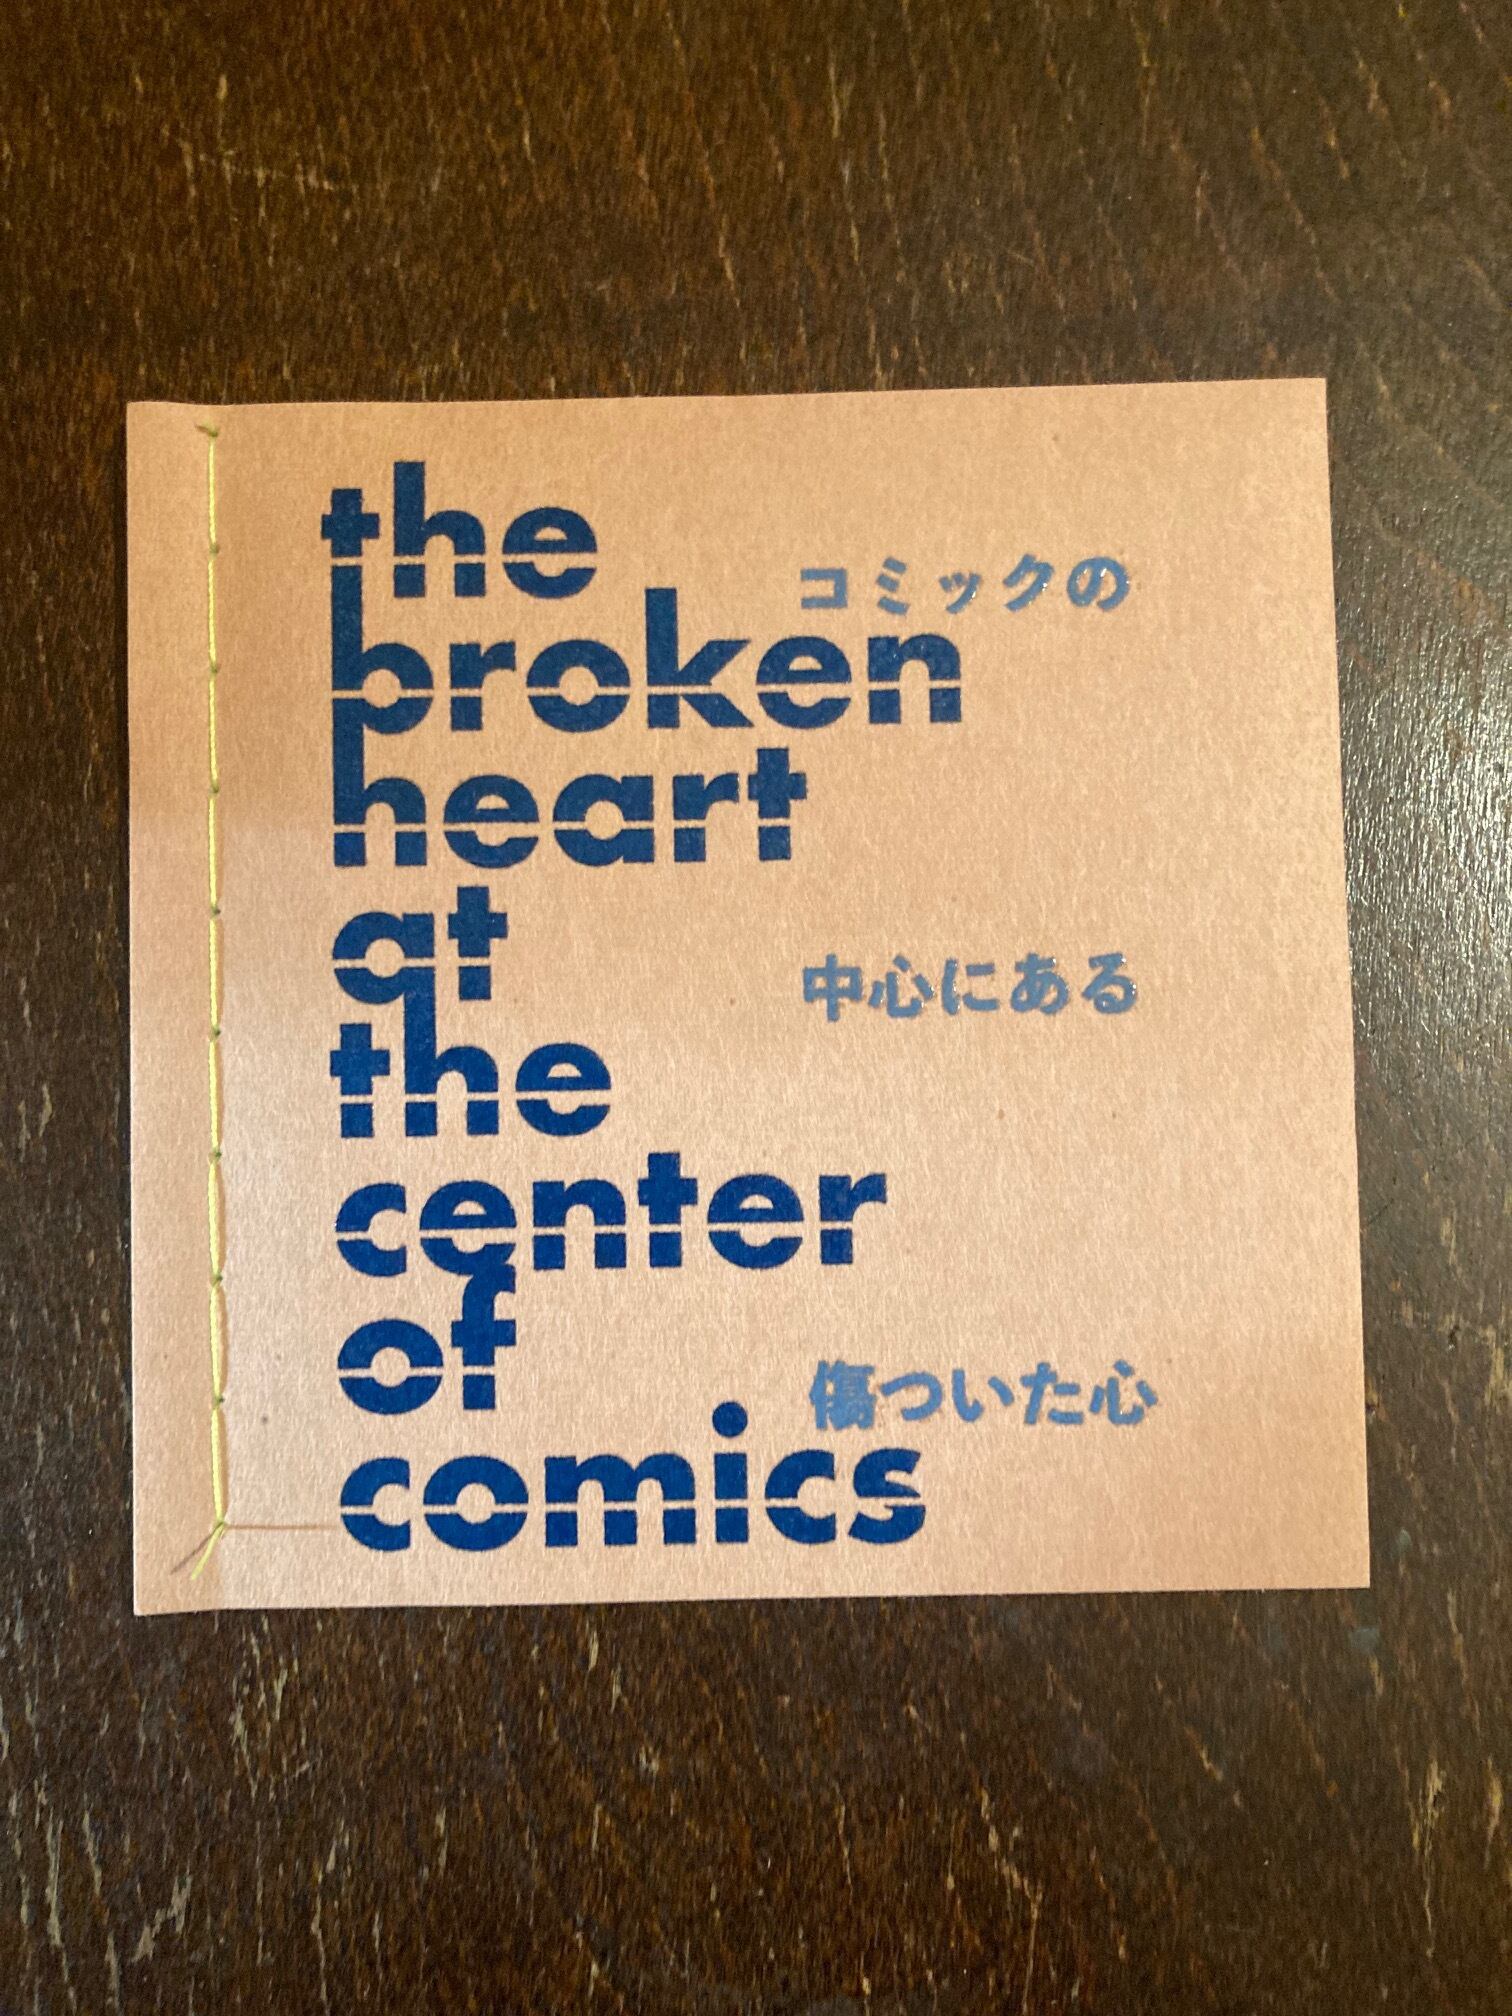 the
broken
heart
at
the
center
of
comics
コミックの
中心にある
傷ついた心